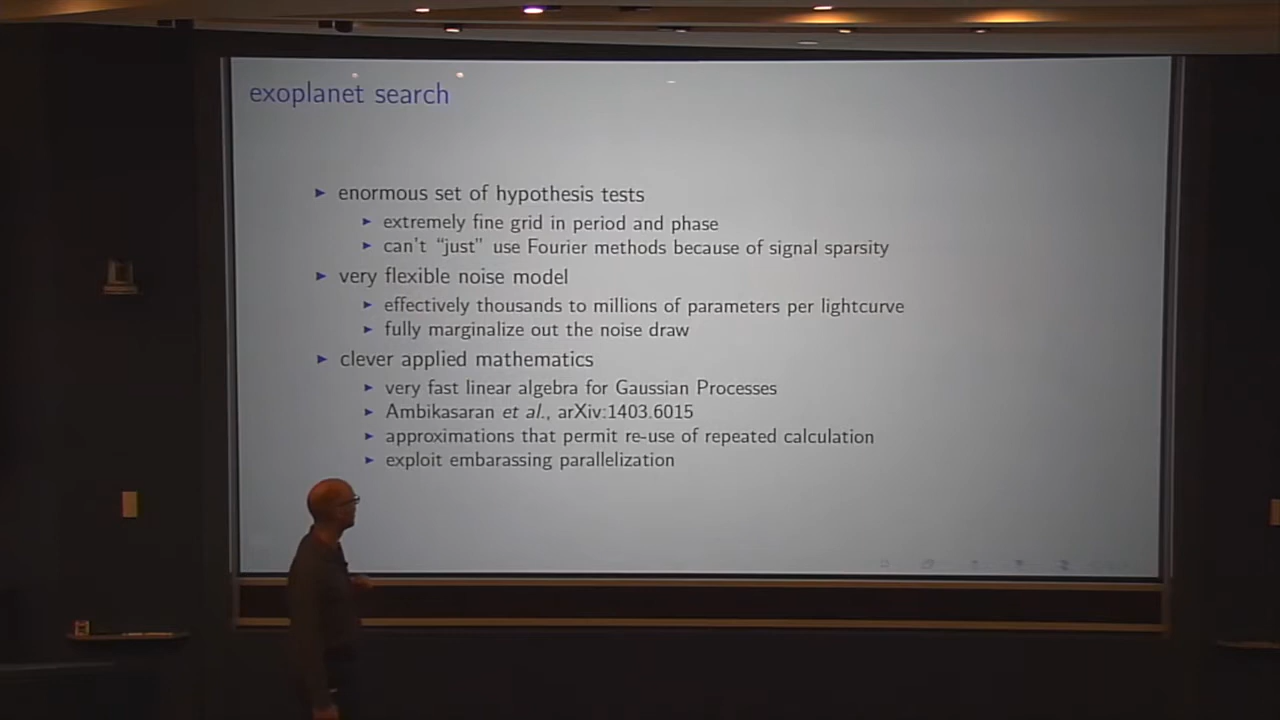 exoplanet search
enormous set of hypothesis tests
extremely fine grid in period and phase
can't "just" use Fourier methods because of signal sparsity
very flexible noise model
effectively thousands to millions of parameters per lightcurve
fully marginalize out the noise draw
clever applied mathematics
very fast linear algebra for Gaussian Processes
Ambikasaran et al., arXiv:1403.6015
approximations that permit re-use of repeated calculation
exploit embarassing parallelization